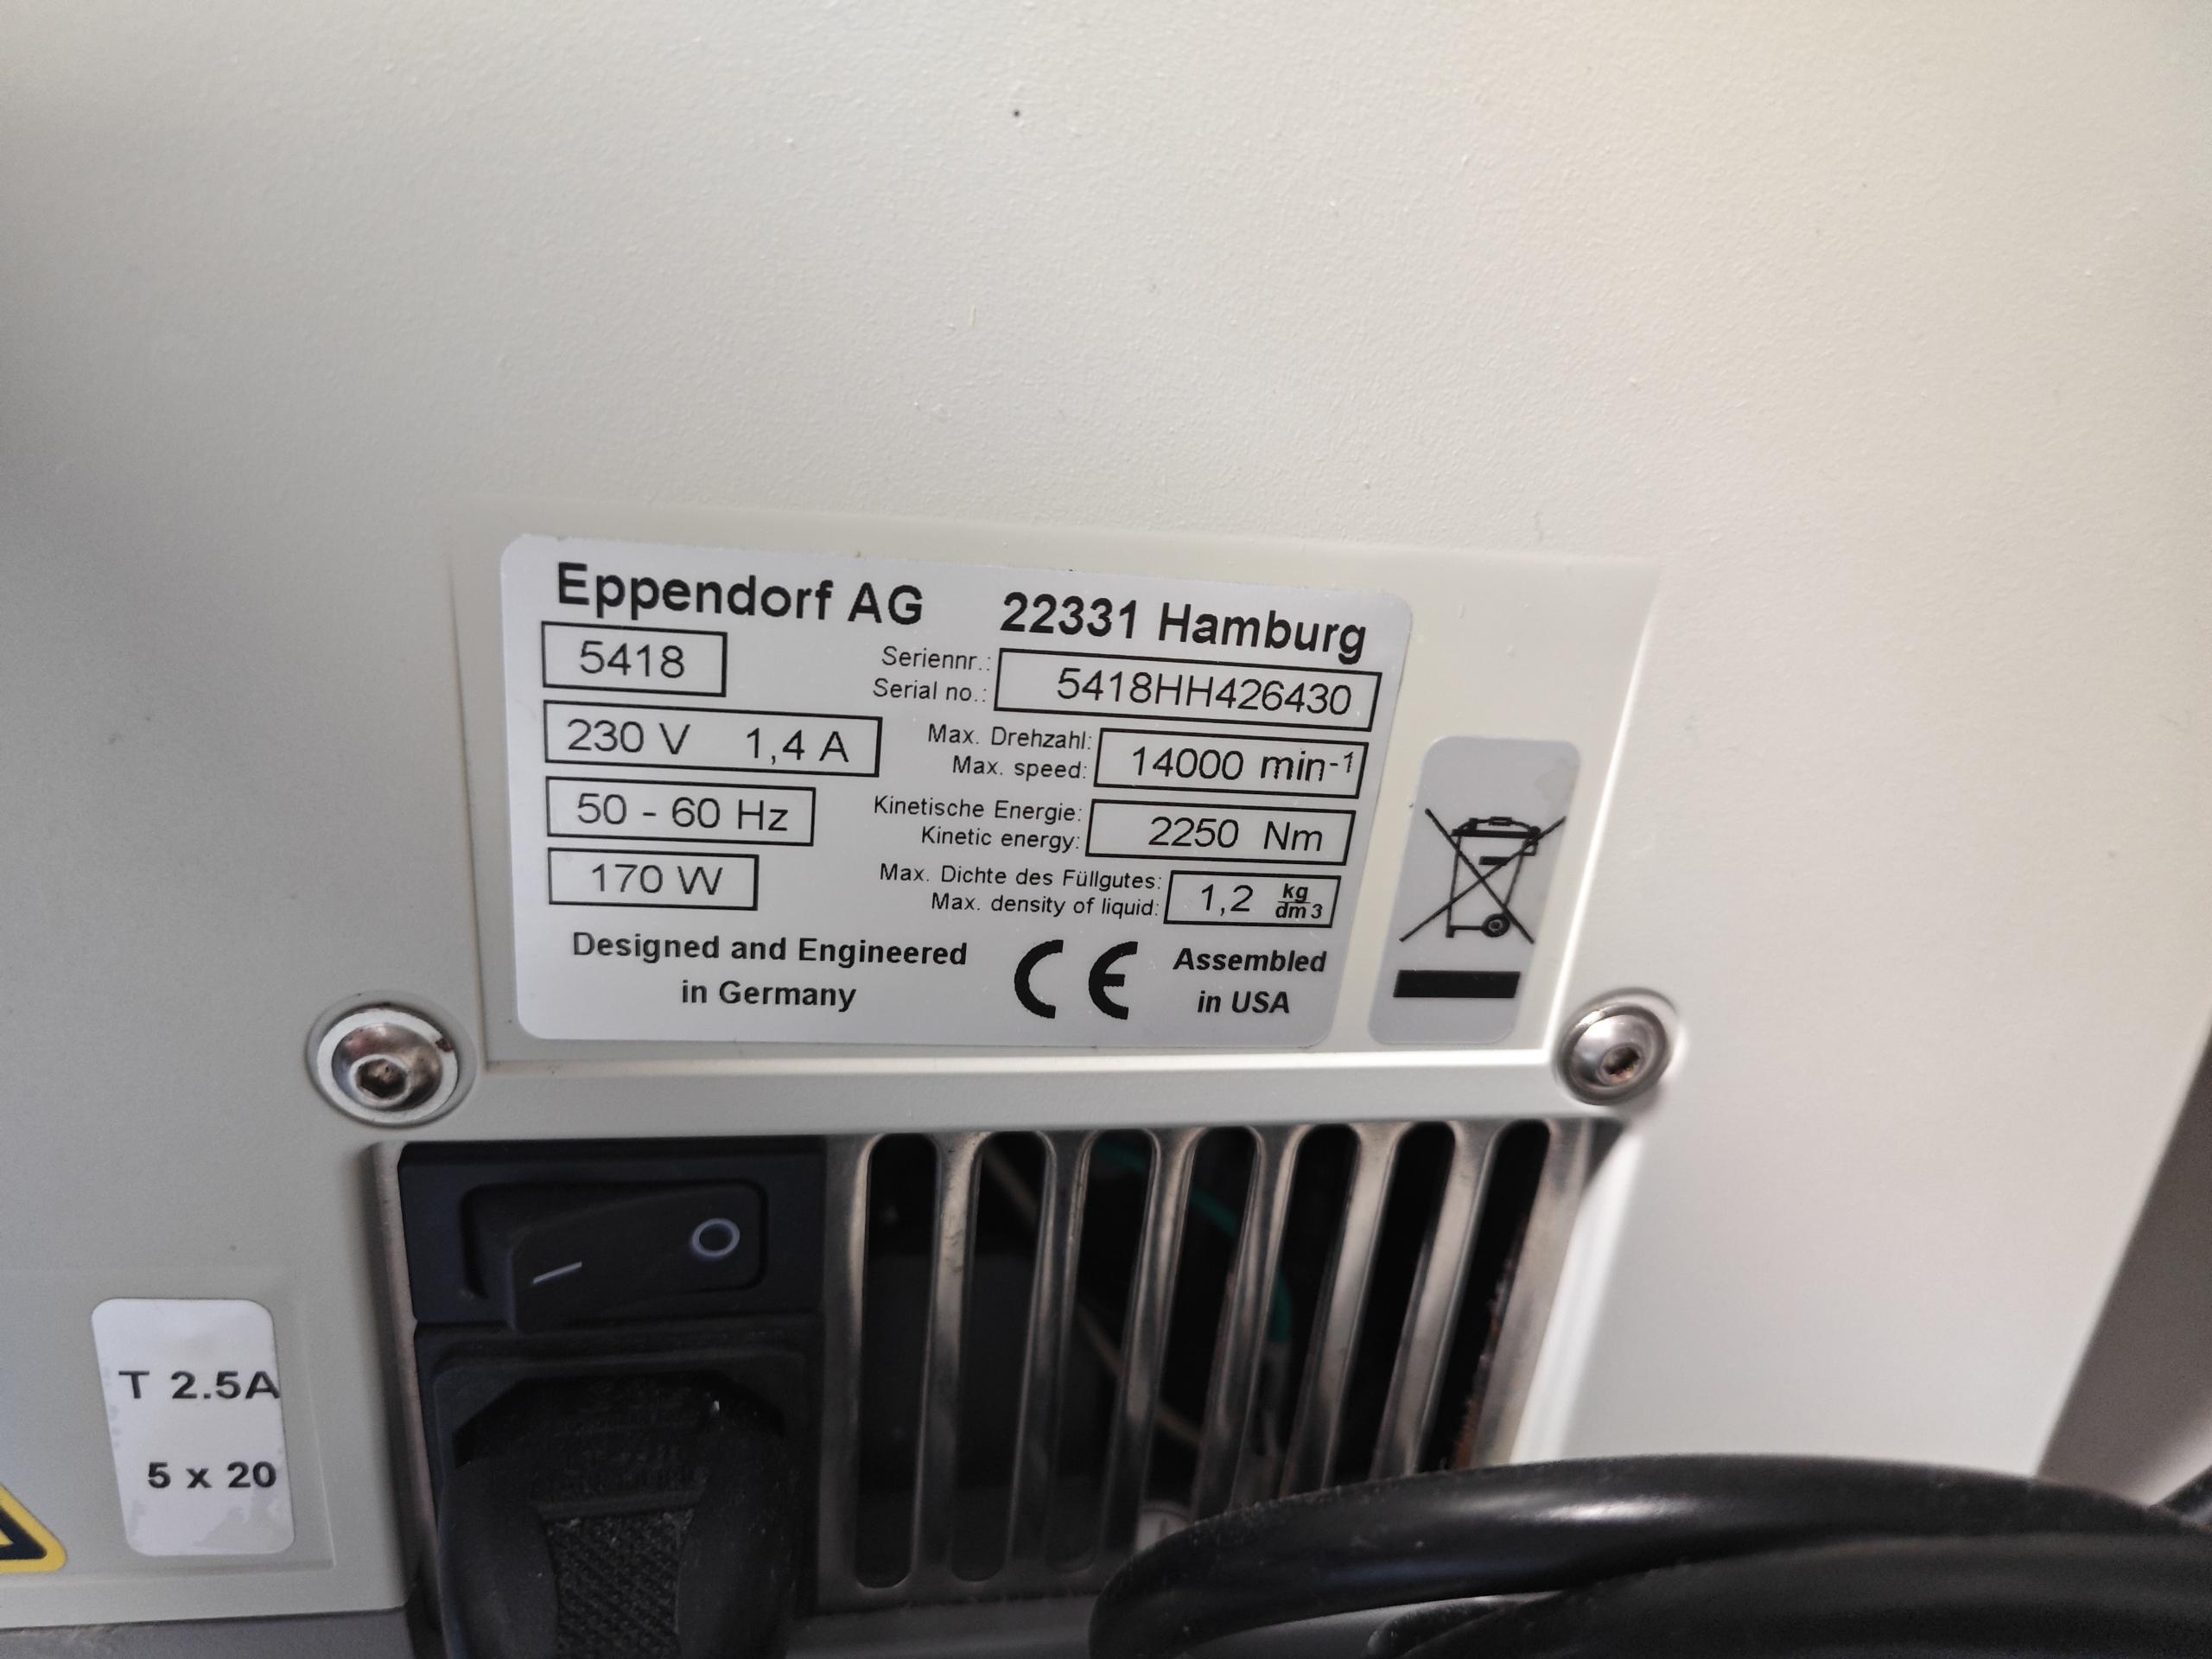 Eppendorf AG 22331 Hamburg
5418
Seriennr.:
Serial no.: 5418HH426430
230 V 1,4 A
Max. Drehzahl:
Max. speed: 14000 min-1
50 - 60 Hz
Kinetische Energie:
Kinetic energy: 2250 Nm
170 W
Max. Dichte des Füllgutes:
Max. density of liquid: 1,2 kg/dm3
Designed and Engineered
in Germany
CE
Assembled
in USA
T 2.5A
5 x 20